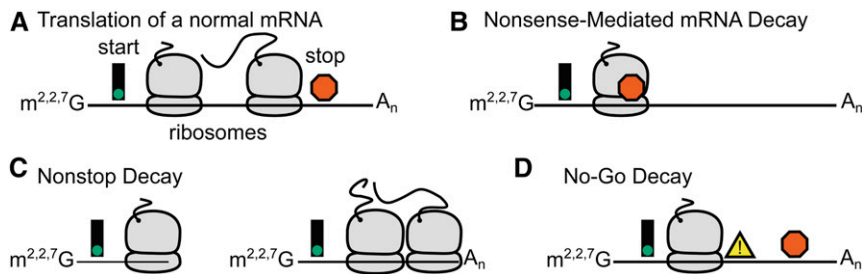 A Translation of a normal mRNA
start
stop
m2,2,7G
An
ribosomes
B Nonsense-Mediated mRNA Decay
m2,2,7G
An
C Nonstop Decay
m2,2,7G
m2,2,7G
An
D No-Go Decay
!
m2,2,7G
An